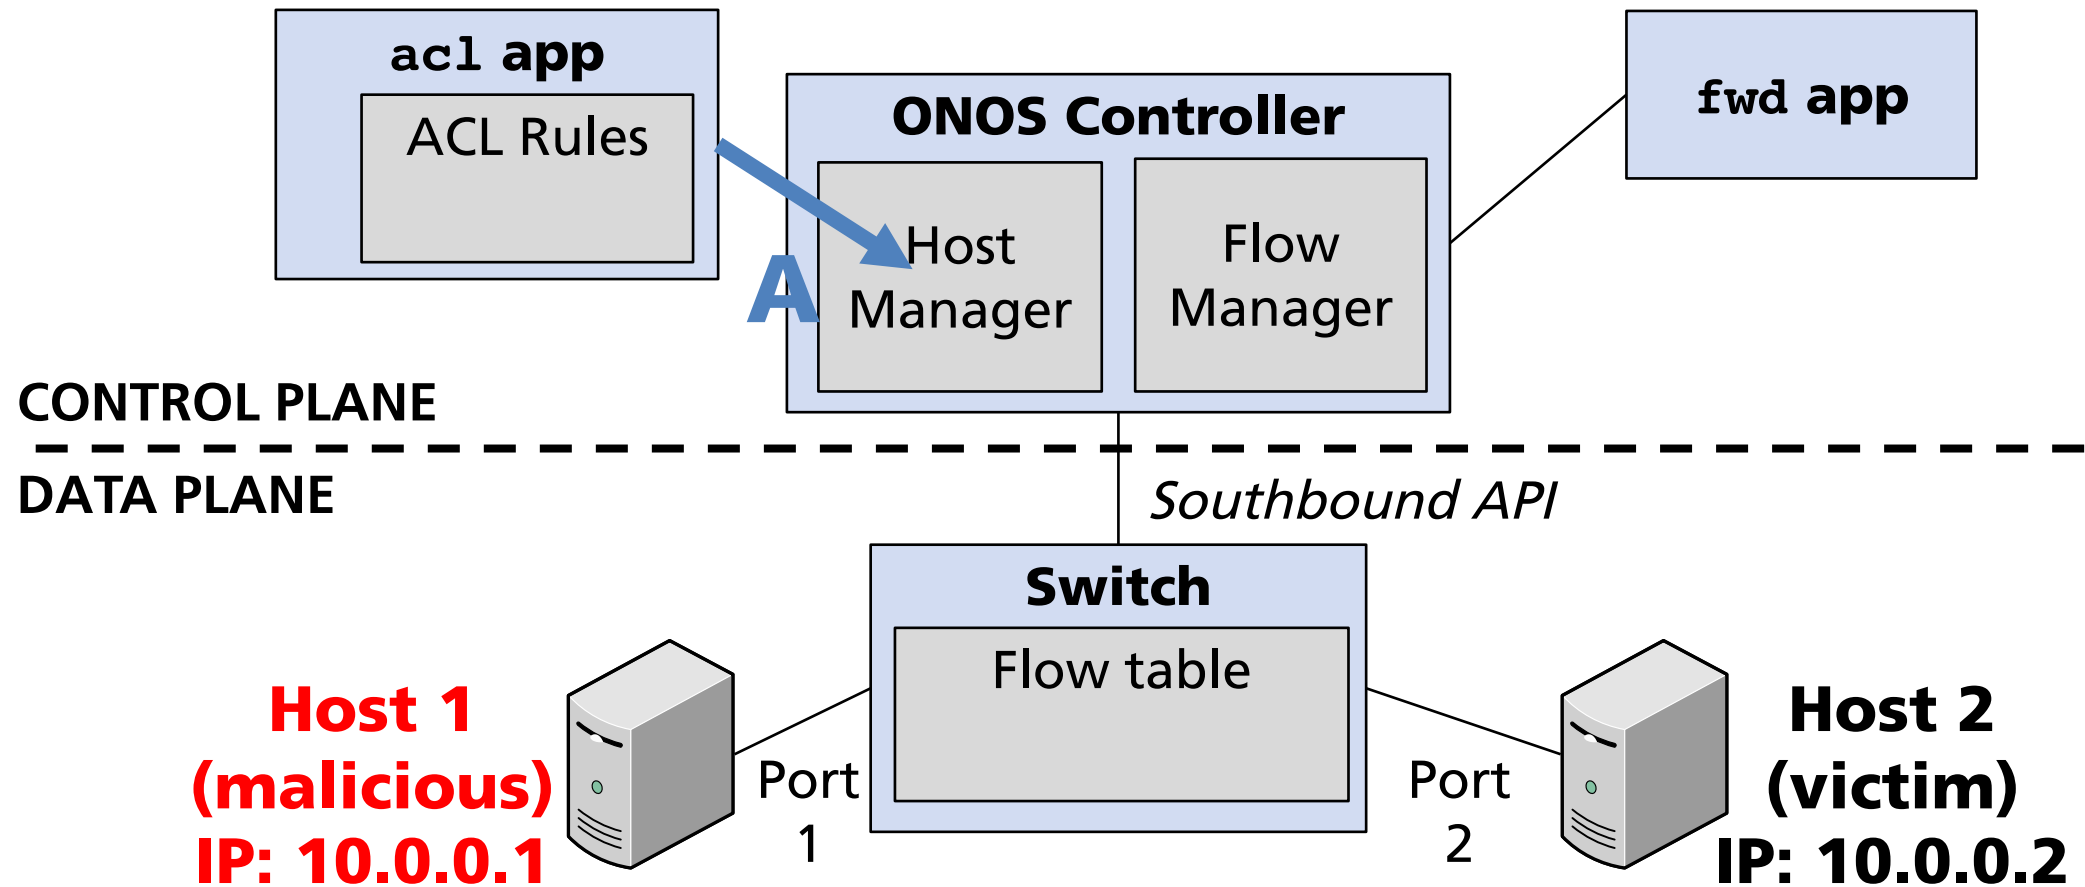 acl app
ACL Rules
ONOS Controller
fwd app
Host
Manager
Flow
Manager
A
CONTROL PLANE
DATA PLANE
Southbound API
Switch
Flow table
Host 1
(malicious)
IP: 10.0.0.1
Port
1
Port
2
Host 2
(victim)
IP: 10.0.0.2